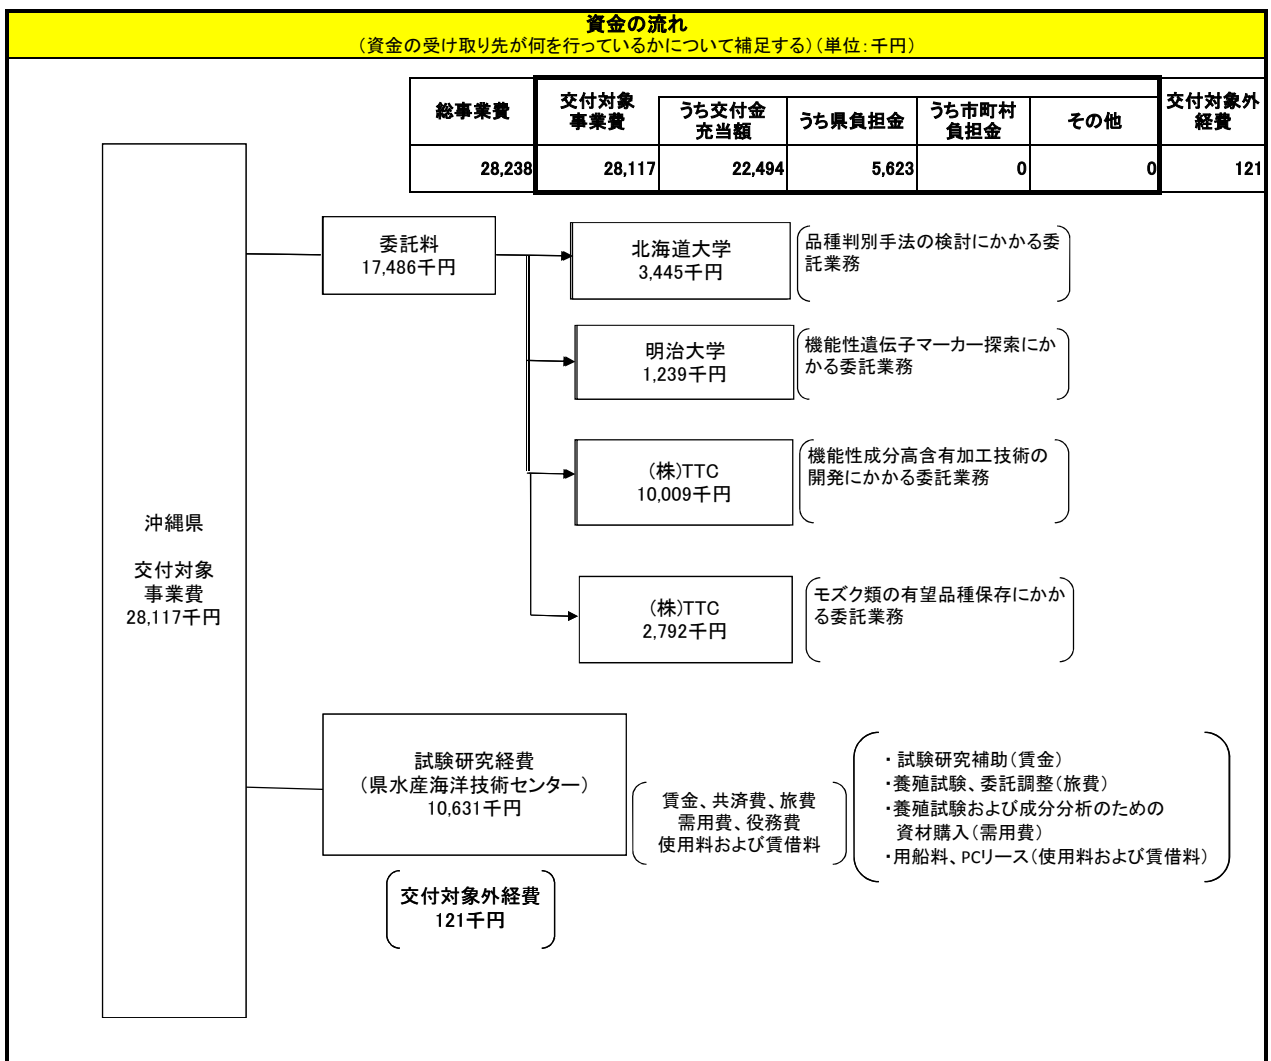 資金の流れ
(資金の受け取り先が何を行っているかについて補足する)(単位:千円)
総事業費
交付対象
事業費
うち交付金
充当額
うち県負担金
うち市町村
負担金
その他
交付対象外
経費
28,238
28,117
22,494
5,623
0
0
121
委託料
17,486千円
北海道大学
3,445千円
品種判別手法の検討にかかる委
託業務
明治大学
1,239千円
機能性遺伝子マーカー探索にか
かる委託業務
(株)TTC
10,009千円
機能性成分高含有加工技術の
開発にかかる委託業務
沖縄県
交付対象
事業費
28,117千円
(株)TTC
2,792千円
モズク類の有望品種保存にかか
る委託業務
試験研究経費
(県水産海洋技術センター)
10,631千円
賃金、共済費、旅費
需用費、役務費
使用料および賃借料
・試験研究補助(賃金)
・養殖試験、委託調整(旅費)
・養殖試験および成分分析のための
資材購入(需用費)
・用船料、PCリース(使用料および賃借料)
交付対象外経費
121千円